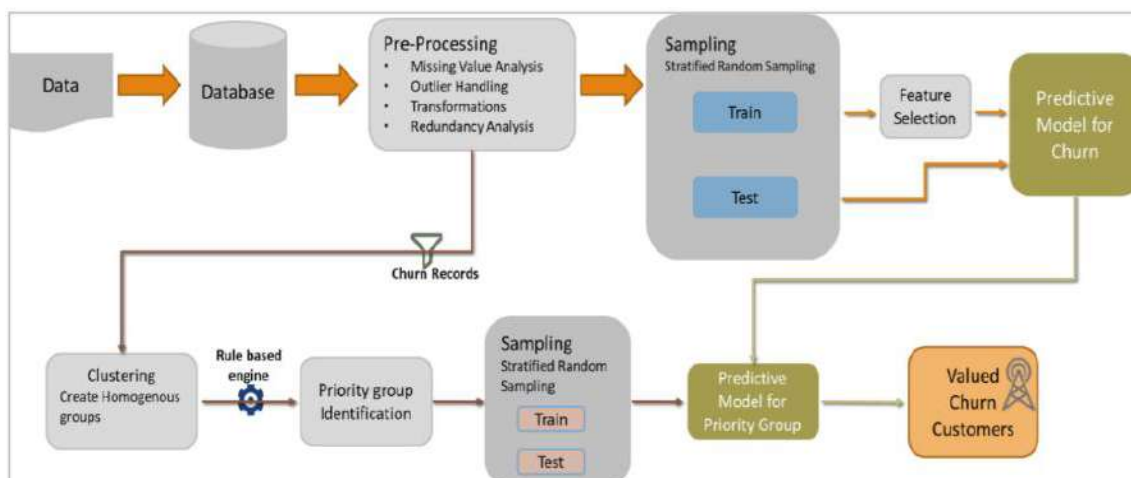 Data
Database
Pre-Processing
• Missing Value Analysis
• Outlier Handling
• Transformations
• Redundancy Analysis
Sampling
Stratified Random Sampling
Train
Test
Feature
Selection
Predictive
Model for
Churn
Churn Records
Clustering
Create Homogenous
groups
Rule based
engine
Priority group
Identification
Sampling
Stratified Random
Sampling
Train
Test
Predictive
Model for
Priority Group
Valued
Churn
Customers